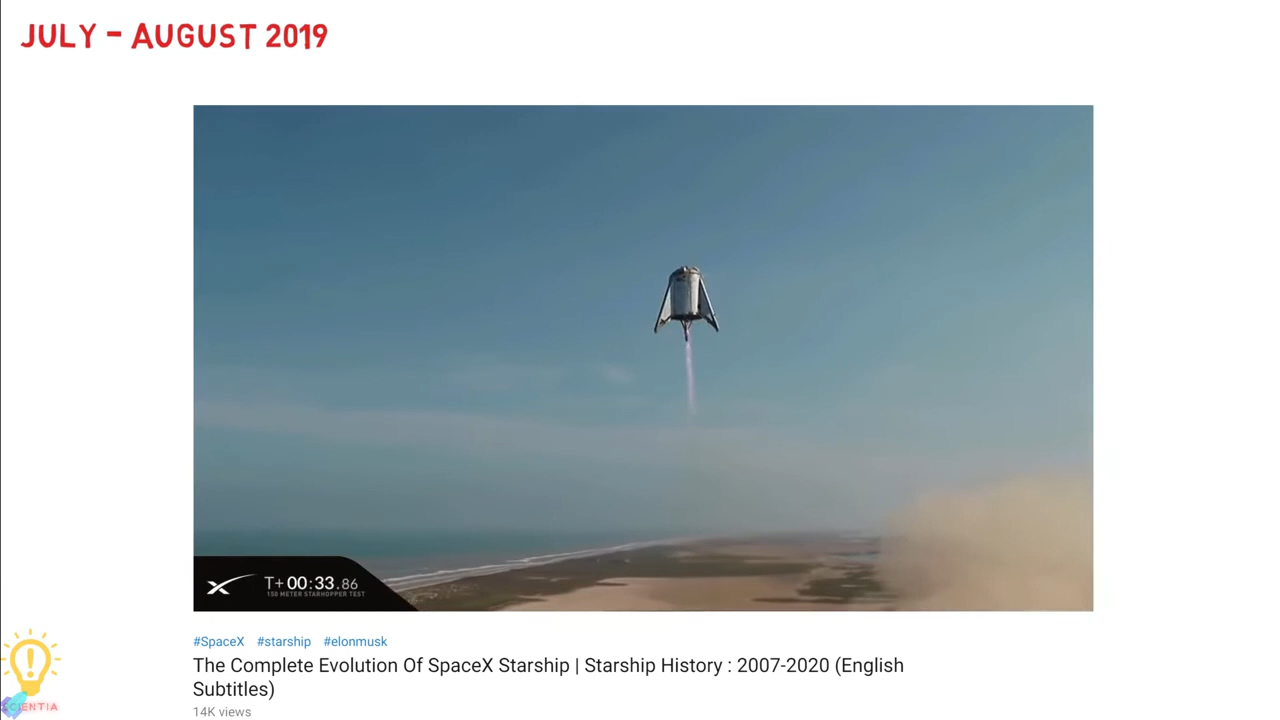 JULY - AUGUST 2019
T+00:33.86
150 METER STARHOPPER TEST
#SpaceX #starship #elonmusk
The Complete Evolution Of SpaceX Starship | Starship History : 2007-2020 (English
Subtitles)
14K views
CIENTIA